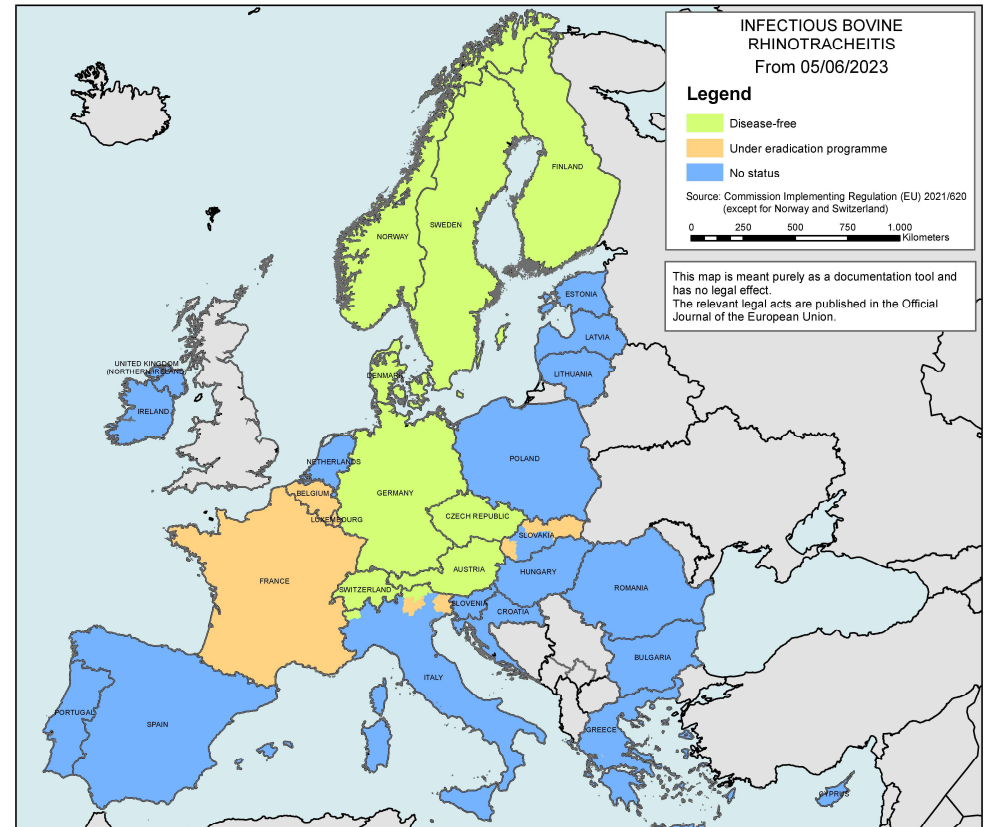 INFECTIOUS BOVINE
RHINOTRACHEITIS
From 05/06/2023
Legend
Disease-free
Under eradication programme
No status
Source: Commission Implementing Regulation (EU) 2021/620
(except for Norway and Switzerland)
0 250 500 750 1.000
Kilometers
This map is meant purely as a documentation tool and
has no legal effect.
The relevant legal acts are published in the Official
Journal of the European Union.
FINLAND
SWEDEN
NORWAY
ESTONIA
LATVIA
LITHUANIA
DENMARK
UNITED KINGDOM
(NORTHERN IRELAND)
IRELAND
NETHERLANDS
POLAND
BELGIUM
GERMANY
LUXEMBOURG
CZECH REPUBLIC
SLOVAKIA
FRANCE
AUSTRIA
HUNGARY
SWITZERLAND
ROMANIA
SLOVENIA
CROATIA
BULGARIA
ITALY
PORTUGAL
SPAIN
GREECE
CYPRUS